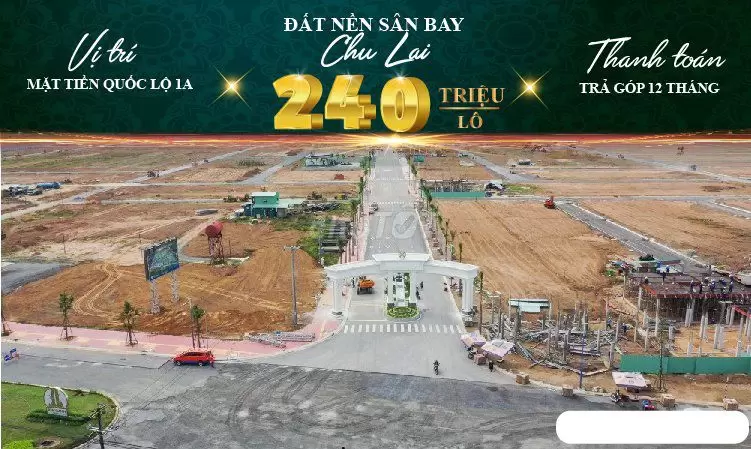 ĐẤT NỀN SÂN BAY
Chu Lai
240
TRIỆU
LÔ
Vị trí
MẶT TIỀN QUỐC LỘ 1A
Thanh toán
TRẢ GÓP 12 THÁNG